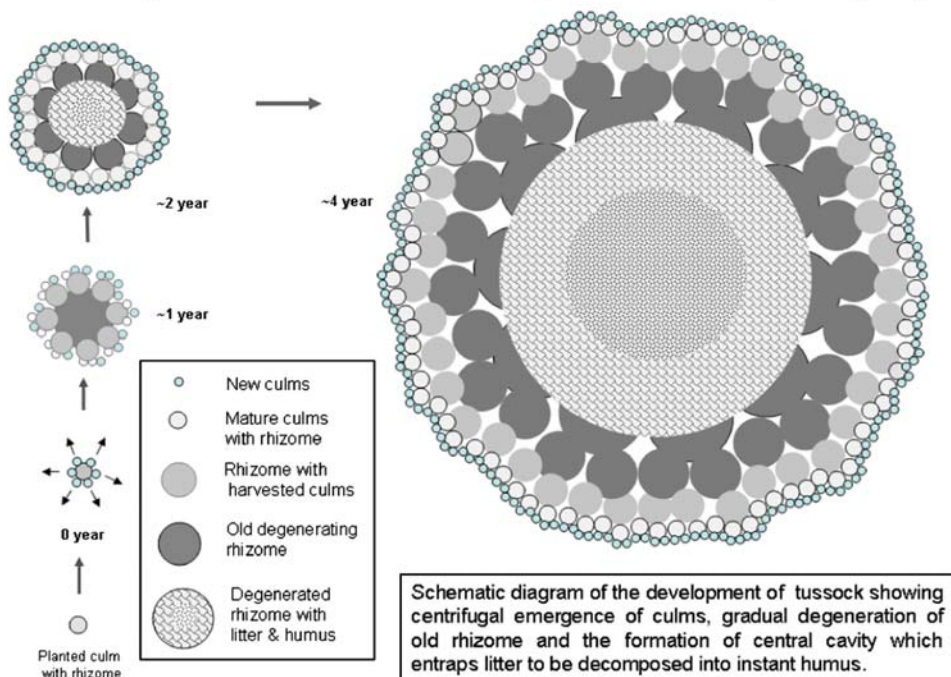 ~2 year
~4 year
~1 year
0 year
Planted culm
with rhizome
New culms
Mature culms
with rhizome
Rhizome with
harvested culms
Old degenerating
rhizome
Degenerated
rhizome with
litter & humus
Schematic diagram of the development of tussock showing
centrifugal emergence of culms, gradual degeneration of
old rhizome and the formation of central cavity which
entraps litter to be decomposed into instant humus.